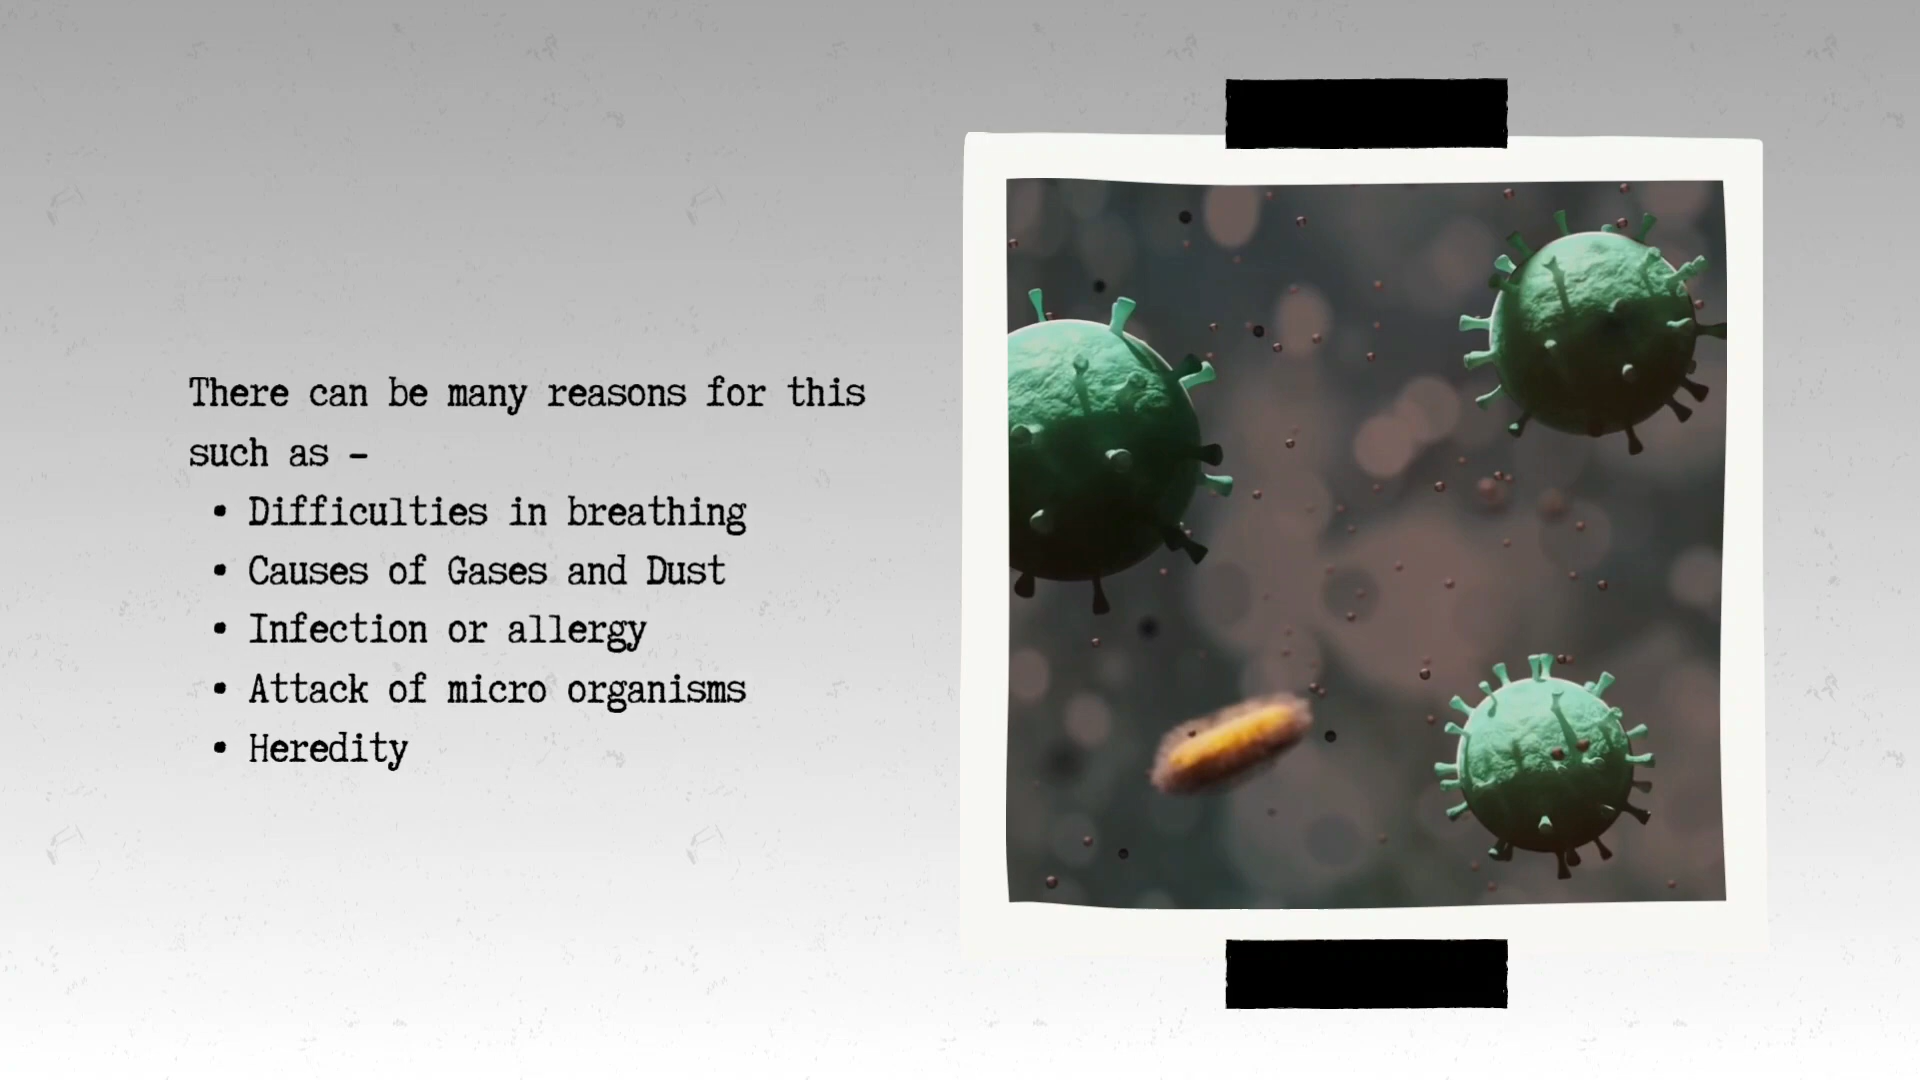 There can be many reasons for this
such as -
• Difficulties in breathing
• Causes of Gases and Dust
• Infection or allergy
• Attack of micro organisms
• Heredity